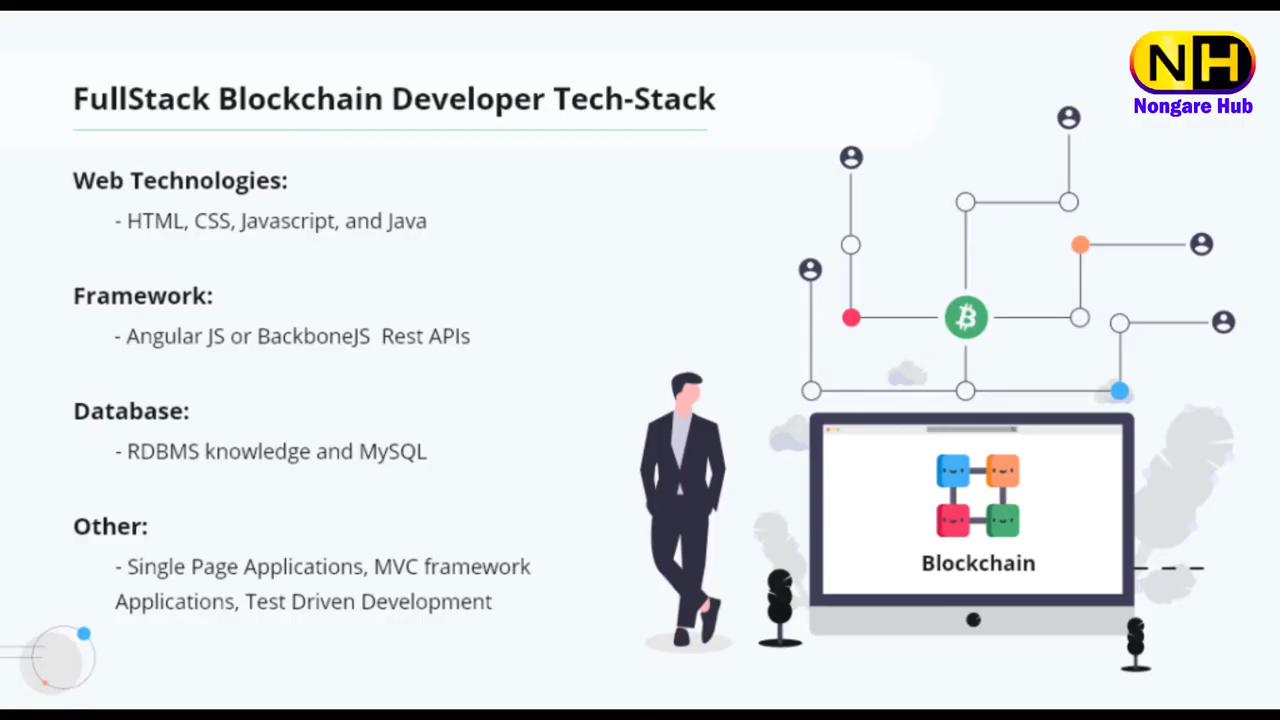 FullStack Blockchain Developer Tech-Stack
NH
Nongare Hub
Web Technologies:
- HTML, CSS, Javascript, and Java
Framework:
- Angular JS or BackboneJS Rest APIs
Database:
- RDBMS knowledge and MySQL
Other:
- Single Page Applications, MVC framework
Applications, Test Driven Development
Blockchain